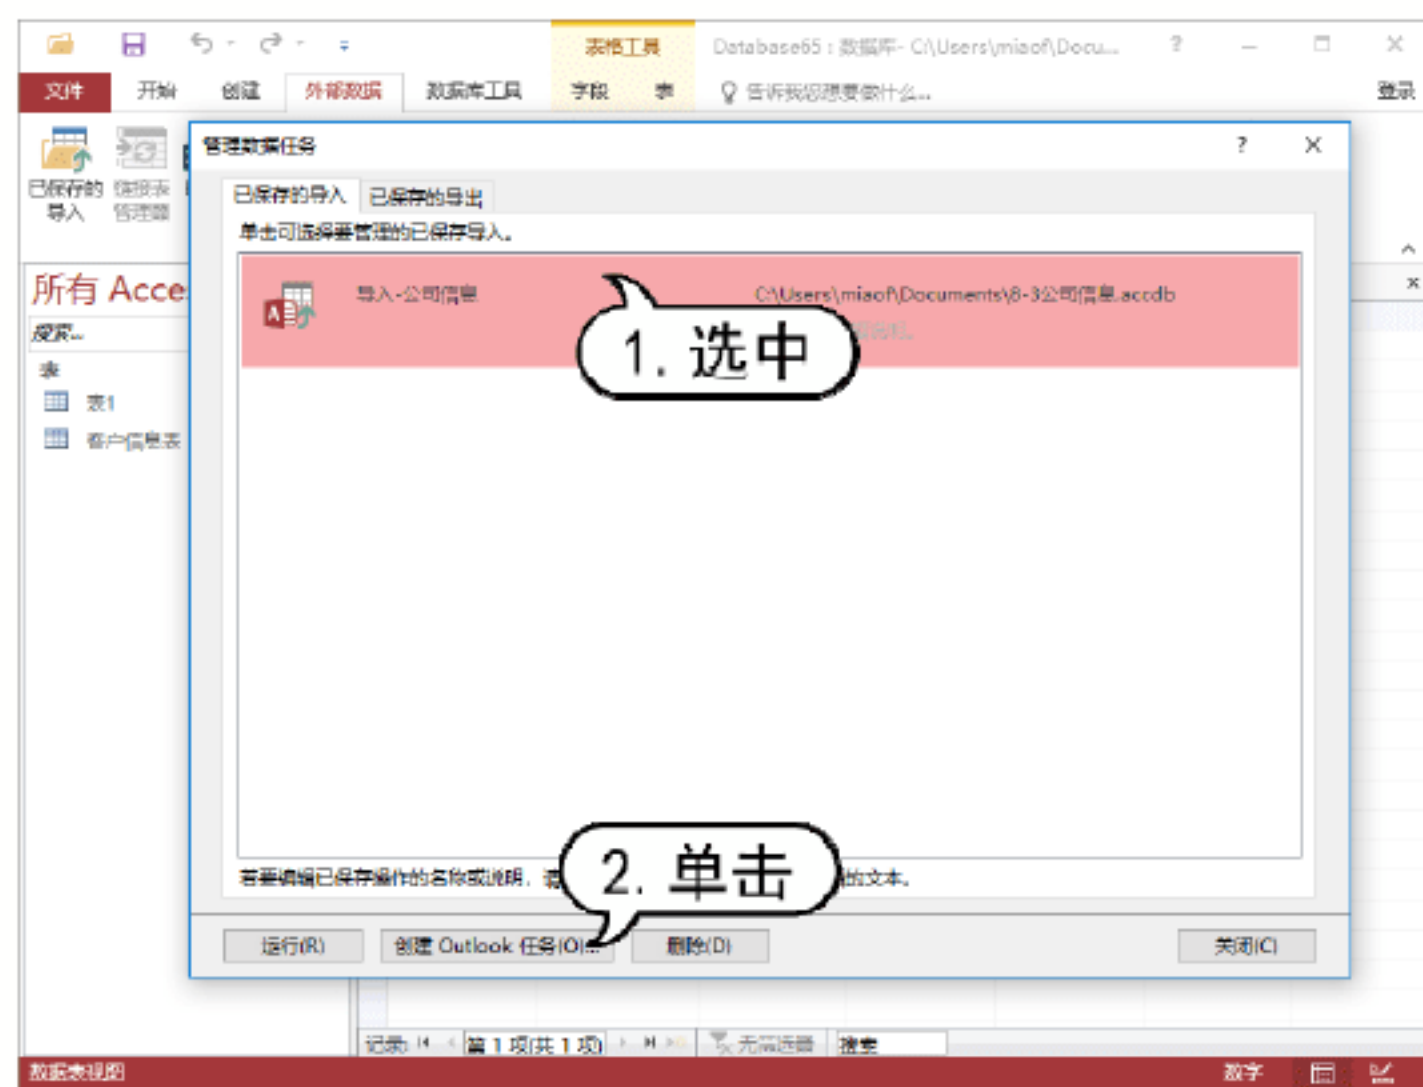 表格工具
Database65 : 数据库- C:\Users\miaof\Docu...
?
文件 开始 创建 外部数据 数据库工具 字段 表 告诉我您想要做什么... 登录
已保存的
导入
链接表
管理器
管理数据任务
?
已保存的导入 已保存的导出
单击可选择要管理的已保存导入。
导入-公司信息 C:\Users\miaof\Documents\8-3公司信息.accdb
1. 选中
所有 Acce
搜索...
表
表1
客户信息表
若要编辑已保存操作的名称或说明，请
的文本。
2. 单击
运行(R) 创建 Outlook 任务(O)... 删除(D) 关闭(C)
记录: 第 1 项(共 1 项) 无筛选器 搜索
数据表视图 数字